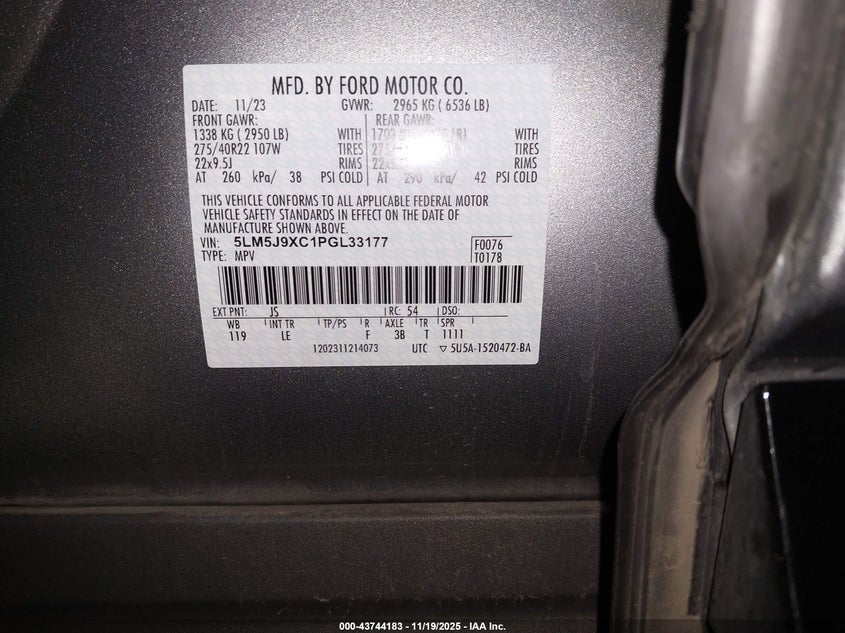 MFD. BY FORD MOTOR CO.
DATE: 11/23 GVWR: 2965 KG ( 6536 LB)
FRONT GAWR: REAR GAWR:
1338 KG ( 2950 LB) WITH LB) WITH
275/40R22 107W TIRES TIRES
22x9.5J RIMS RIMS
AT 260 kPa/ 38 PSI COLD AT 290 kPa/ 42 PSI COLD
THIS VEHICLE CONFORMS TO ALL APPLICABLE FEDERAL MOTOR
VEHICLE SAFETY STANDARDS IN EFFECT ON THE DATE OF
MANUFACTURE SHOWN ABOVE.
VIN: 5LM5J9XC1PGL33177 F0076
TYPE: MPV T0178
EXT PNT: JS RC: 54 DSO:
WB INT TR TP/PS R AXLE TR SPR
119 LE F 3B T 1111
1202311214073 UTC ▽ 5U5A-1520472-BA
000-43744183 - 11/19/2025 - IAA Inc.